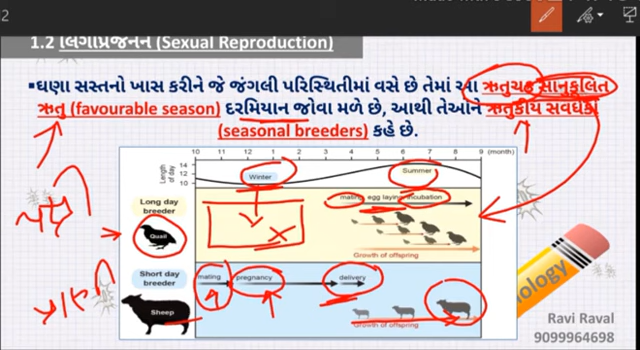 2
1.2 લિંગીપ્રજનન (Sexual Reproduction)
▪ઘણા સસ્તનો ખાસ કરીને જે જંગલી પરિસ્થિતીમાં વસે છે તેમાં આ ઋતુચક્ર સાનુકૂલિત
ઋતુ (favourable season) દરમિયાન જોવા મળે છે, આથી તેઓને ઋતુકીય સંવર્ધકો
(seasonal breeders) કહે છે.
10 11 12 1 2 3 4 5 6 7 8 9 (month)
Length of day
14
12
10
Winter
Summer
Long day breeder
Quail
mating egg laying incubation
Growth of offspring
Short day breeder
Sheep
mating pregnancy delivery
Growth of offspring
ology
Ravi Raval
9099964698